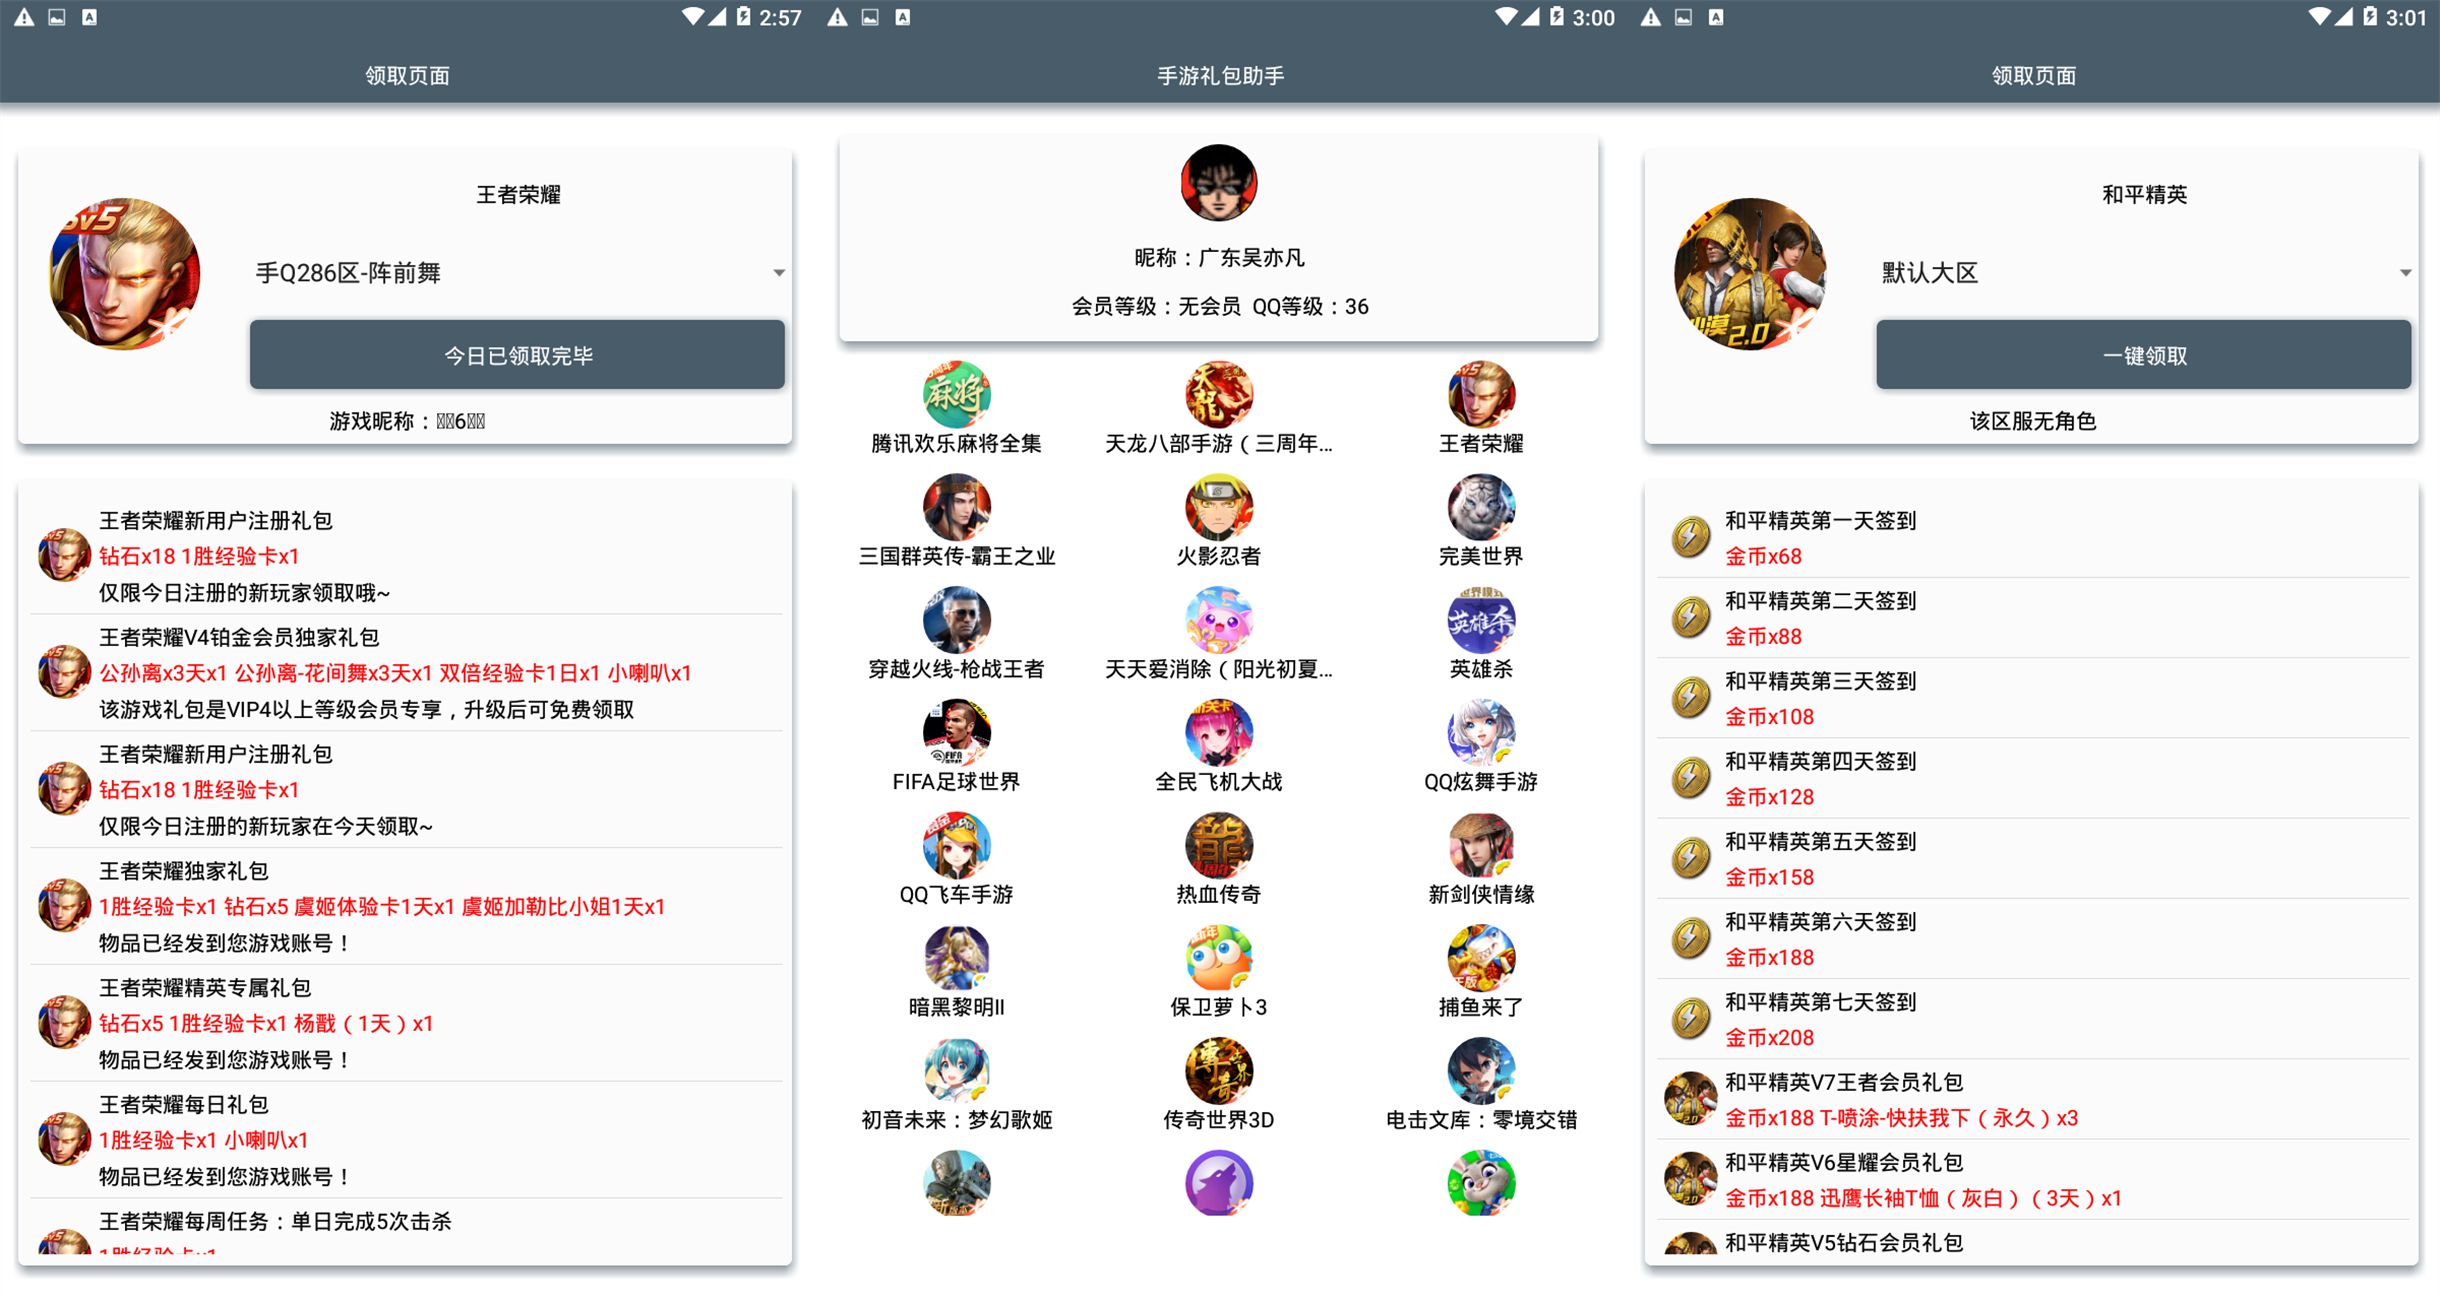 2:57
领取页面
王者荣耀
手Q286区-阵前舞
今日已领取完毕
游戏昵称：6
王者荣耀新用户注册礼包
钻石x18 1胜经验卡x1
仅限今日注册的新玩家领取哦~
王者荣耀V4铂金会员独家礼包
公孙离x3天x1 公孙离-花间舞x3天x1 双倍经验卡1日x1 小喇叭x1
该游戏礼包是VIP4以上等级会员专享，升级后可免费领取
王者荣耀新用户注册礼包
钻石x18 1胜经验卡x1
仅限今日注册的新玩家在今天领取~
王者荣耀独家礼包
1胜经验卡x1 钻石x5 虞姬体验卡1天x1 虞姬加勒比小姐1天x1
物品已经发到您游戏账号！
王者荣耀精英专属礼包
钻石x5 1胜经验卡x1 杨戬（1天）x1
物品已经发到您游戏账号！
王者荣耀每日礼包
1胜经验卡x1 小喇叭x1
物品已经发到您游戏账号！
王者荣耀每周任务：单日完成5次击杀
1胜经验卡x1
3:00
手游礼包助手
昵称：广东吴亦凡
会员等级：无会员 QQ等级：36
腾讯欢乐麻将全集
天龙八部手游（三周年...
王者荣耀
三国群英传-霸王之业
火影忍者
完美世界
穿越火线-枪战王者
天天爱消除（阳光初夏...
英雄杀
FIFA足球世界
全民飞机大战
QQ炫舞手游
QQ飞车手游
热血传奇
新剑侠情缘
暗黑黎明II
保卫萝卜3
捕鱼来了
初音未来：梦幻歌姬
传奇世界3D
电击文库：零境交错
3:01
领取页面
和平精英
默认大区
一键领取
该区服无角色
和平精英第一天签到
金币x68
和平精英第二天签到
金币x88
和平精英第三天签到
金币x108
和平精英第四天签到
金币x128
和平精英第五天签到
金币x158
和平精英第六天签到
金币x188
和平精英第七天签到
金币x208
和平精英V7王者会员礼包
金币x188 T-喷涂-快扶我下（永久）x3
和平精英V6星耀会员礼包
金币x188 迅鹰长袖T恤（灰白）（3天）x1
和平精英V5钻石会员礼包